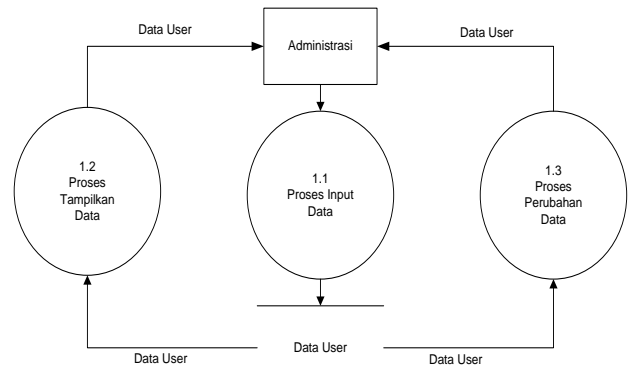 Data User
Administrasi
Data User
1.2
Proses
Tampilkan
Data
1.1
Proses Input
Data
1.3
Proses
Perubahan
Data
Data User
Data User
Data User